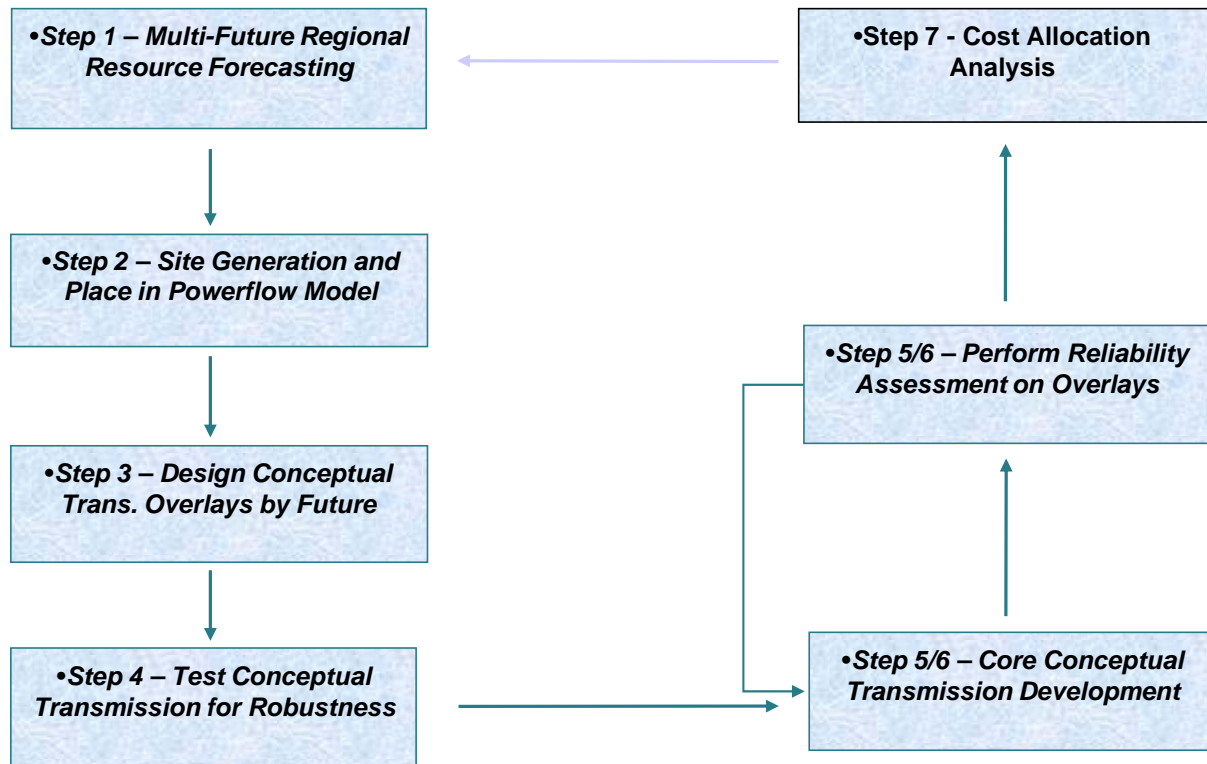 •Step 1 – Multi-Future Regional
Resource Forecasting
•Step 2 – Site Generation and
Place in Powerflow Model
•Step 3 – Design Conceptual
Trans. Overlays by Future
•Step 4 – Test Conceptual
Transmission for Robustness
•Step 5/6 – Core Conceptual
Transmission Development
•Step 5/6 – Perform Reliability
Assessment on Overlays
•Step 7 - Cost Allocation
Analysis